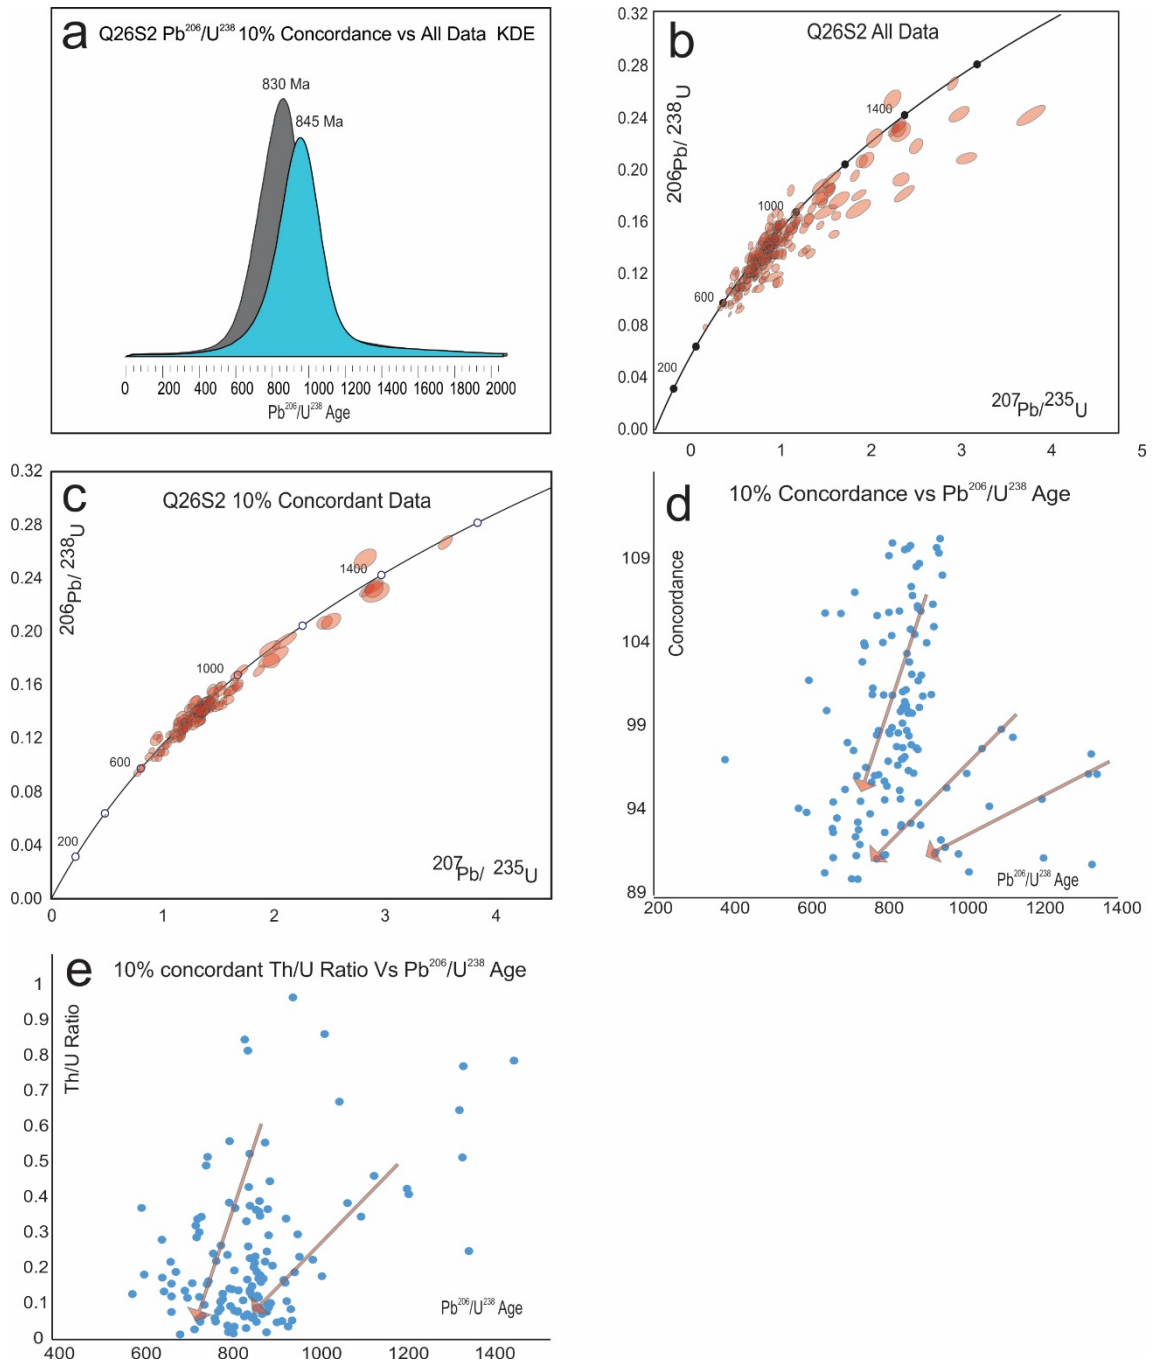 a
Q26S2 Pb²⁰⁶/U²³⁸ 10% Concordance vs All Data KDE
830 Ma
845 Ma
0 200 400 600 800 1000 1200 1400 1600 1800 2000
Pb²⁰⁶/U²³⁸ Age
b
Q26S2 All Data
0.32
0.28
0.24
0.20
0.16
0.12
0.08
0.04
0.00
206Pb/ 238U
1400
1000
600
200
207Pb/235U
0 1 2 3 4 5
c
Q26S2 10% Concordant Data
0.32
0.28
0.24
0.20
0.16
0.12
0.08
0.04
0.00
206Pb/ 238U
1400
1000
600
200
207Pb/ 235U
0 1 2 3 4
d
10% Concordance vs Pb²⁰⁶/U²³⁸ Age
109
104
99
94
89
Concordance
Pb²⁰⁶/U²³⁸ Age
200 400 600 800 1000 1200 1400
e
10% concordant Th/U Ratio Vs Pb²⁰⁶/U²³⁸ Age
1
0.9
0.8
0.7
0.6
0.5
0.4
0.3
0.2
0.1
0
Th/U Ratio
Pb²⁰⁶/U²³⁸ Age
400 600 800 1000 1200 1400